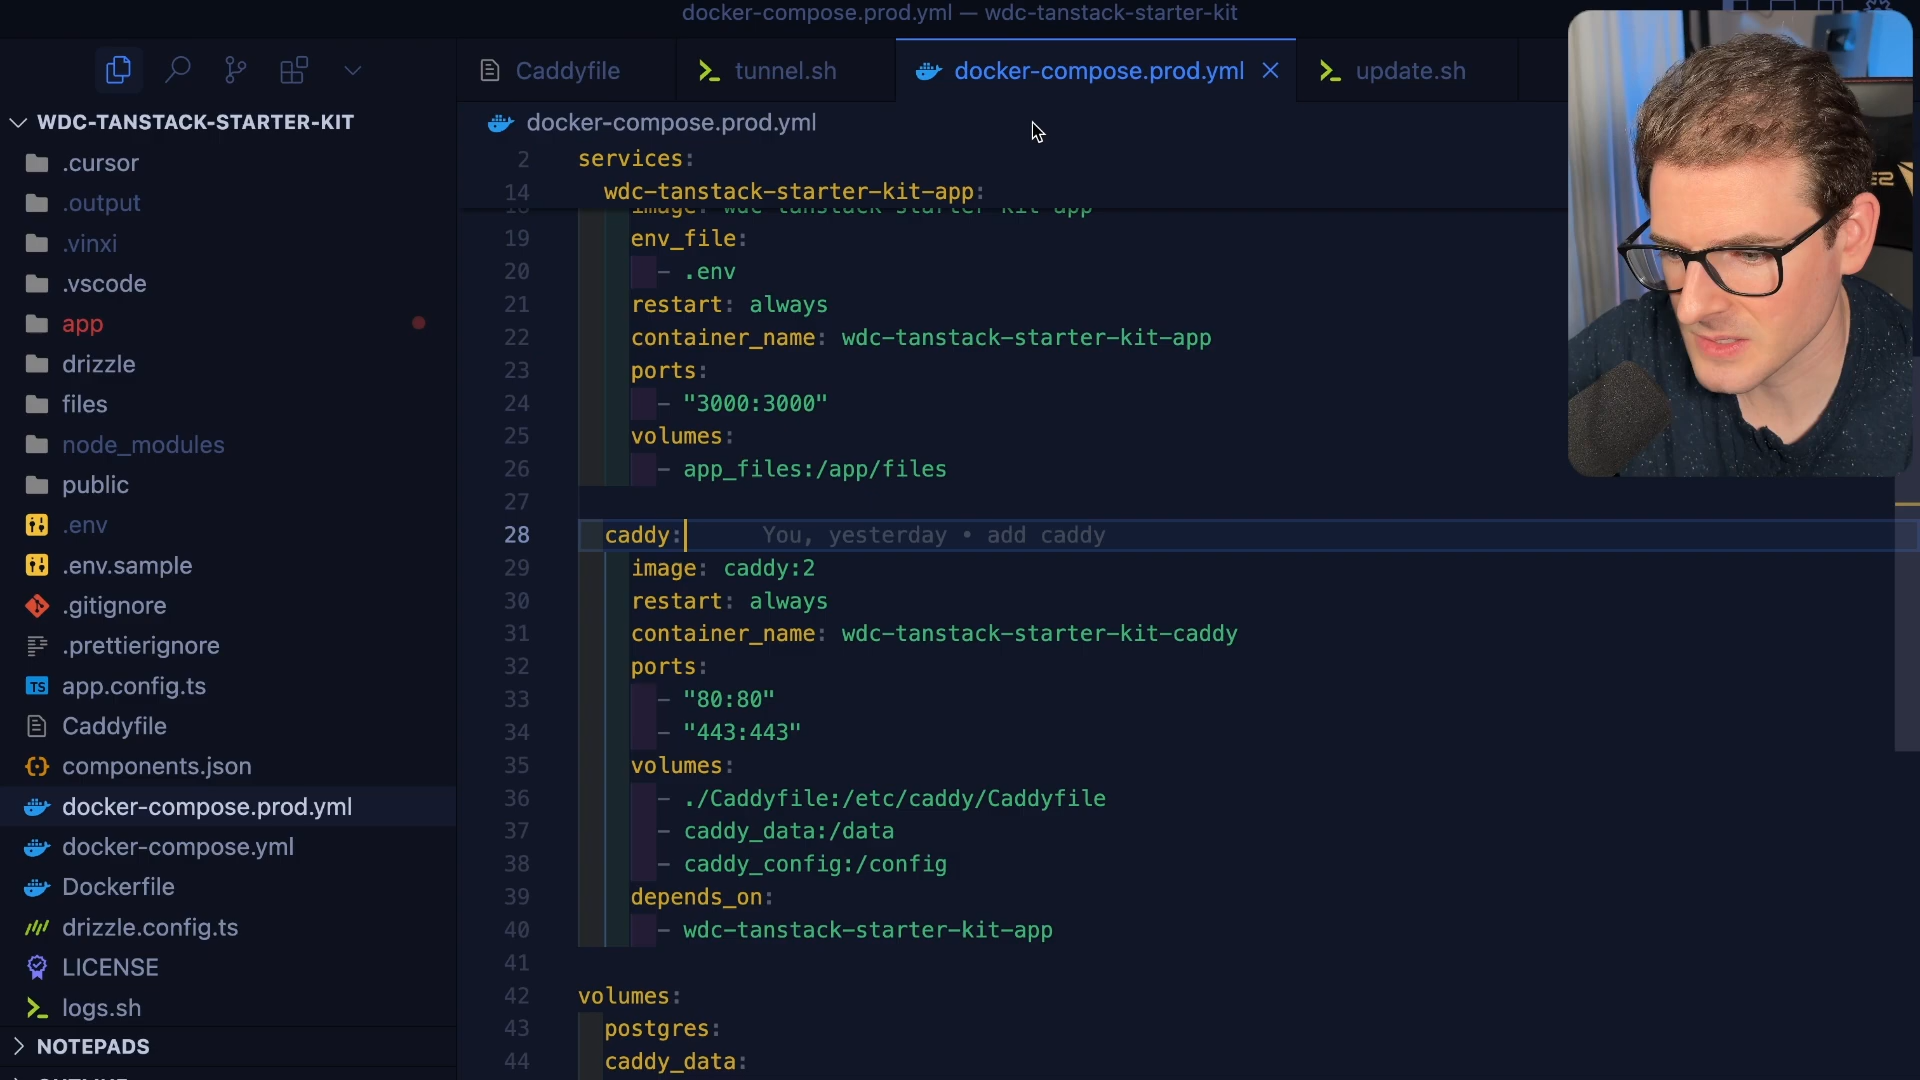 docker-compose.prod.yml — wdc-tanstack-starter-kit
Caddyfile
tunnel.sh
docker-compose.prod.yml
update.sh
WDC-TANSTACK-STARTER-KIT
.cursor
.output
.vinxi
.vscode
app
drizzle
files
node_modules
public
.env
.env.sample
.gitignore
.prettierignore
TS app.config.ts
Caddyfile
components.json
docker-compose.prod.yml
docker-compose.yml
Dockerfile
drizzle.config.ts
LICENSE
logs.sh
NOTEPADS
docker-compose.prod.yml
2 services:
14 wdc-tanstack-starter-kit-app:
image: wdc-tanstack-starter-kit-app
19 env_file:
20 - .env
21 restart: always
22 container_name: wdc-tanstack-starter-kit-app
23 ports:
24 - "3000:3000"
25 volumes:
26 - app_files:/app/files
27
28 caddy: You, yesterday • add caddy
29 image: caddy:2
30 restart: always
31 container_name: wdc-tanstack-starter-kit-caddy
32 ports:
33 - "80:80"
34 - "443:443"
35 volumes:
36 - ./Caddyfile:/etc/caddy/Caddyfile
37 - caddy_data:/data
38 - caddy_config:/config
39 depends_on:
40 - wdc-tanstack-starter-kit-app
41
42 volumes:
43 postgres:
44 caddy_data: